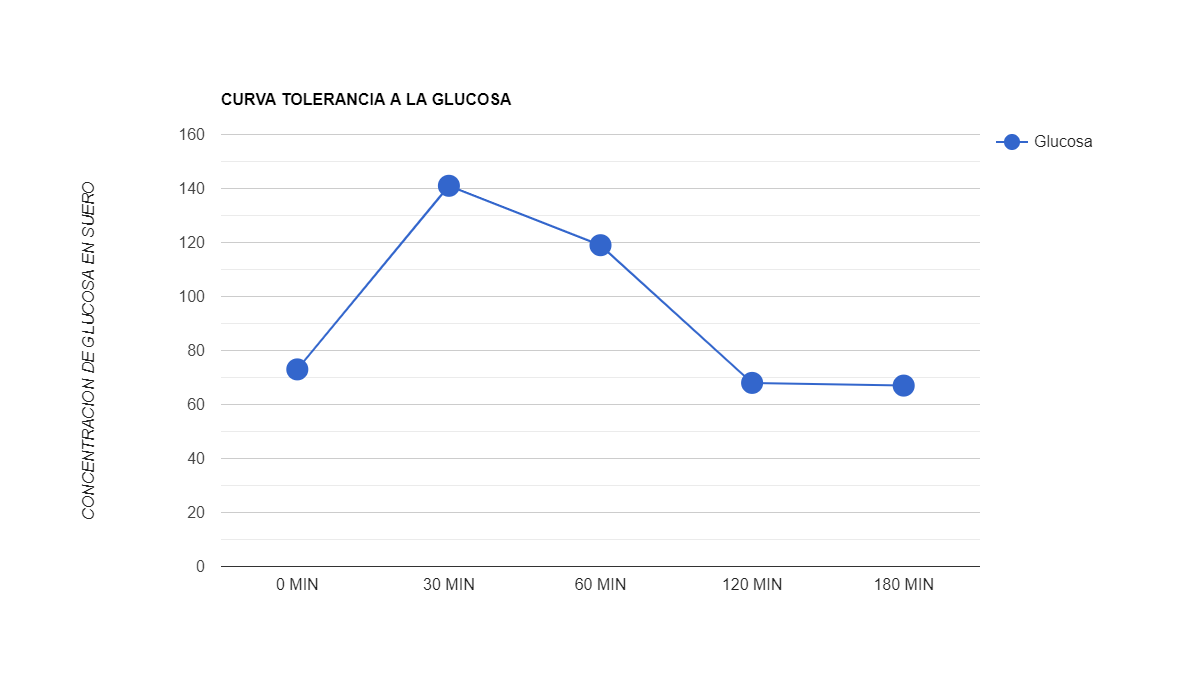 CURVA TOLERANCIA A LA GLUCOSA
Glucosa
CONCENTRACION DE GLUCOSA EN SUERO
160
140
120
100
80
60
40
20
0
0 MIN
30 MIN
60 MIN
120 MIN
180 MIN